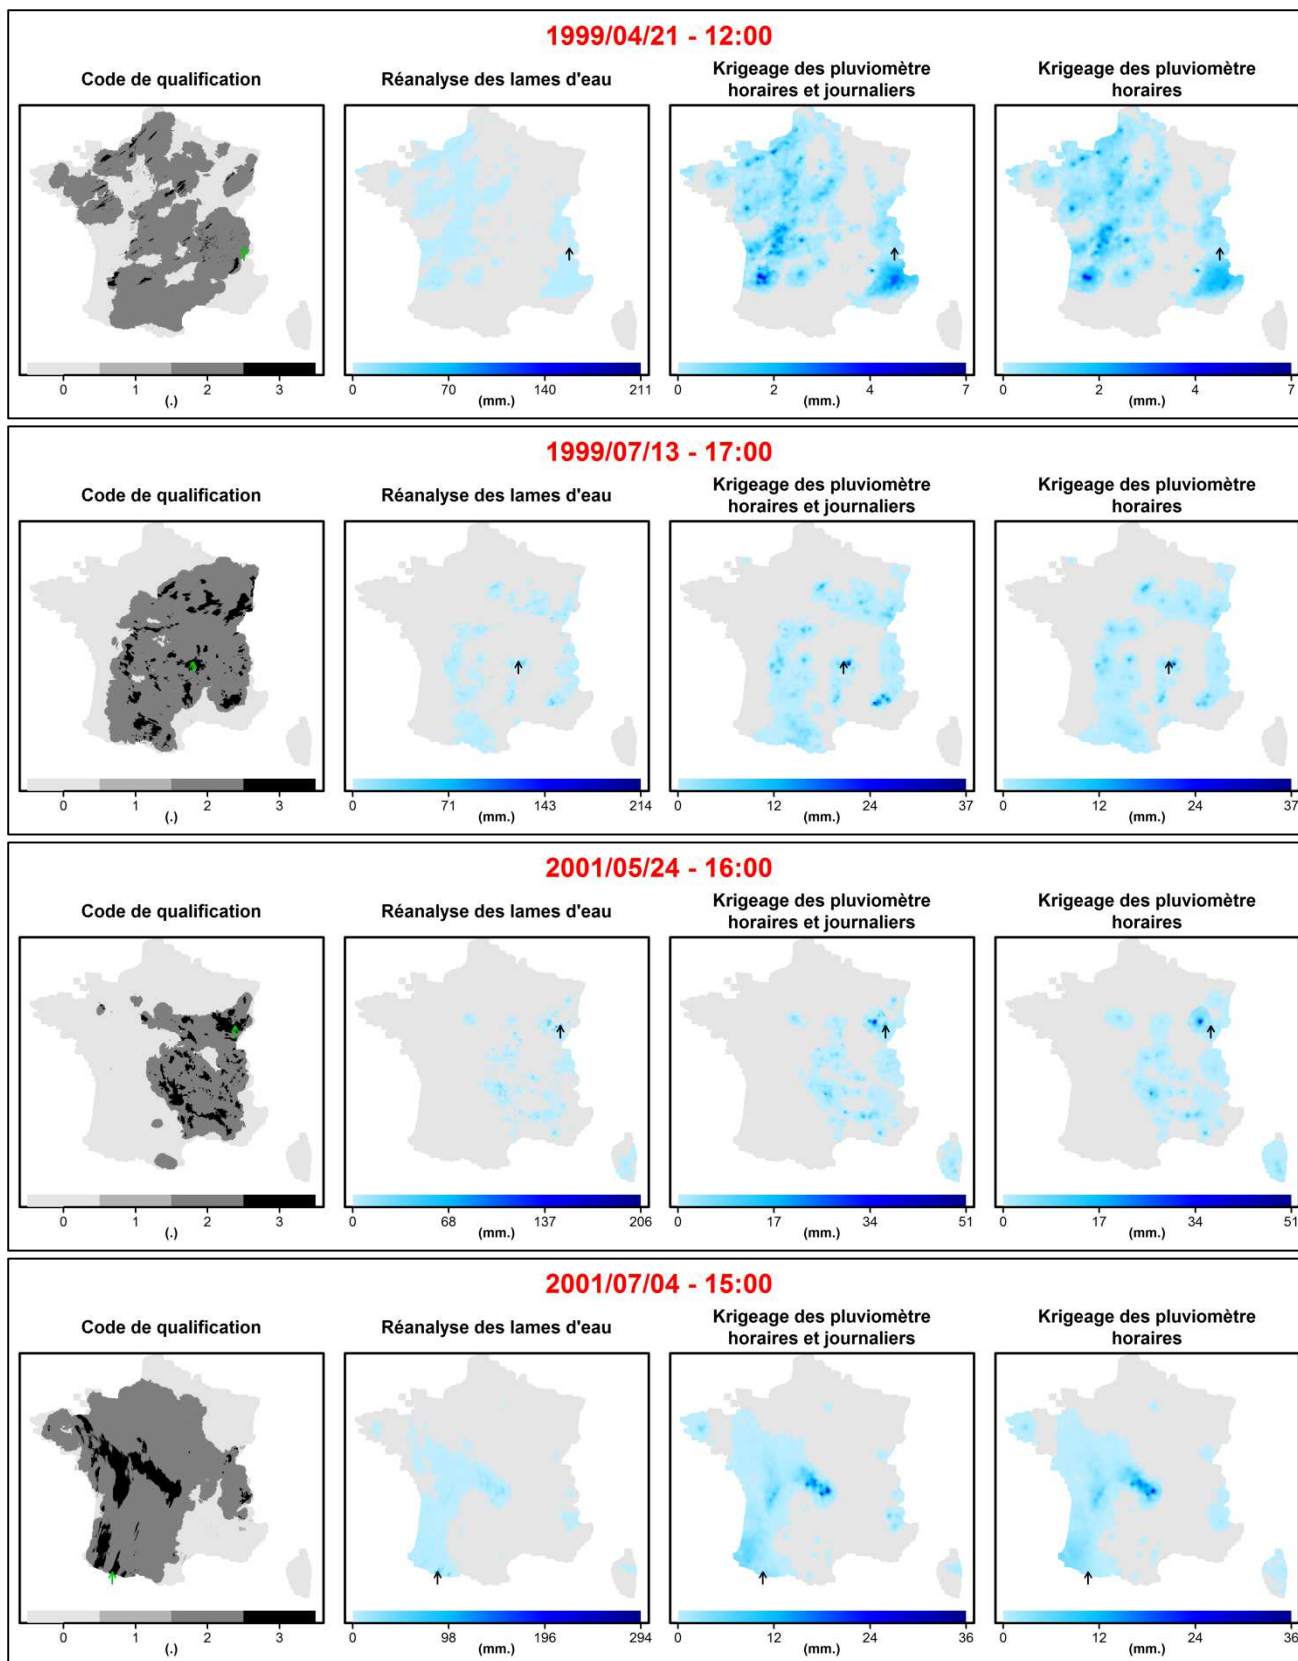 1999/04/21 - 12:00
Code de qualification
Réanalyse des lames d'eau
Krigeage des pluviomètre
horaires et journaliers
Krigeage des pluviomètre
horaires
0 1 2 3
(.)
0 70 140 211
(mm.)
0 2 4 7
(mm.)
0 2 4 7
(mm.)
1999/07/13 - 17:00
Code de qualification
Réanalyse des lames d'eau
Krigeage des pluviomètre
horaires et journaliers
Krigeage des pluviomètre
horaires
0 1 2 3
(.)
0 71 143 214
(mm.)
0 12 24 37
(mm.)
0 12 24 37
(mm.)
2001/05/24 - 16:00
Code de qualification
Réanalyse des lames d'eau
Krigeage des pluviomètre
horaires et journaliers
Krigeage des pluviomètre
horaires
0 1 2 3
(.)
0 68 137 206
(mm.)
0 17 34 51
(mm.)
0 17 34 51
(mm.)
2001/07/04 - 15:00
Code de qualification
Réanalyse des lames d'eau
Krigeage des pluviomètre
horaires et journaliers
Krigeage des pluviomètre
horaires
0 1 2 3
(.)
0 98 196 294
(mm.)
0 12 24 36
(mm.)
0 12 24 36
(mm.)